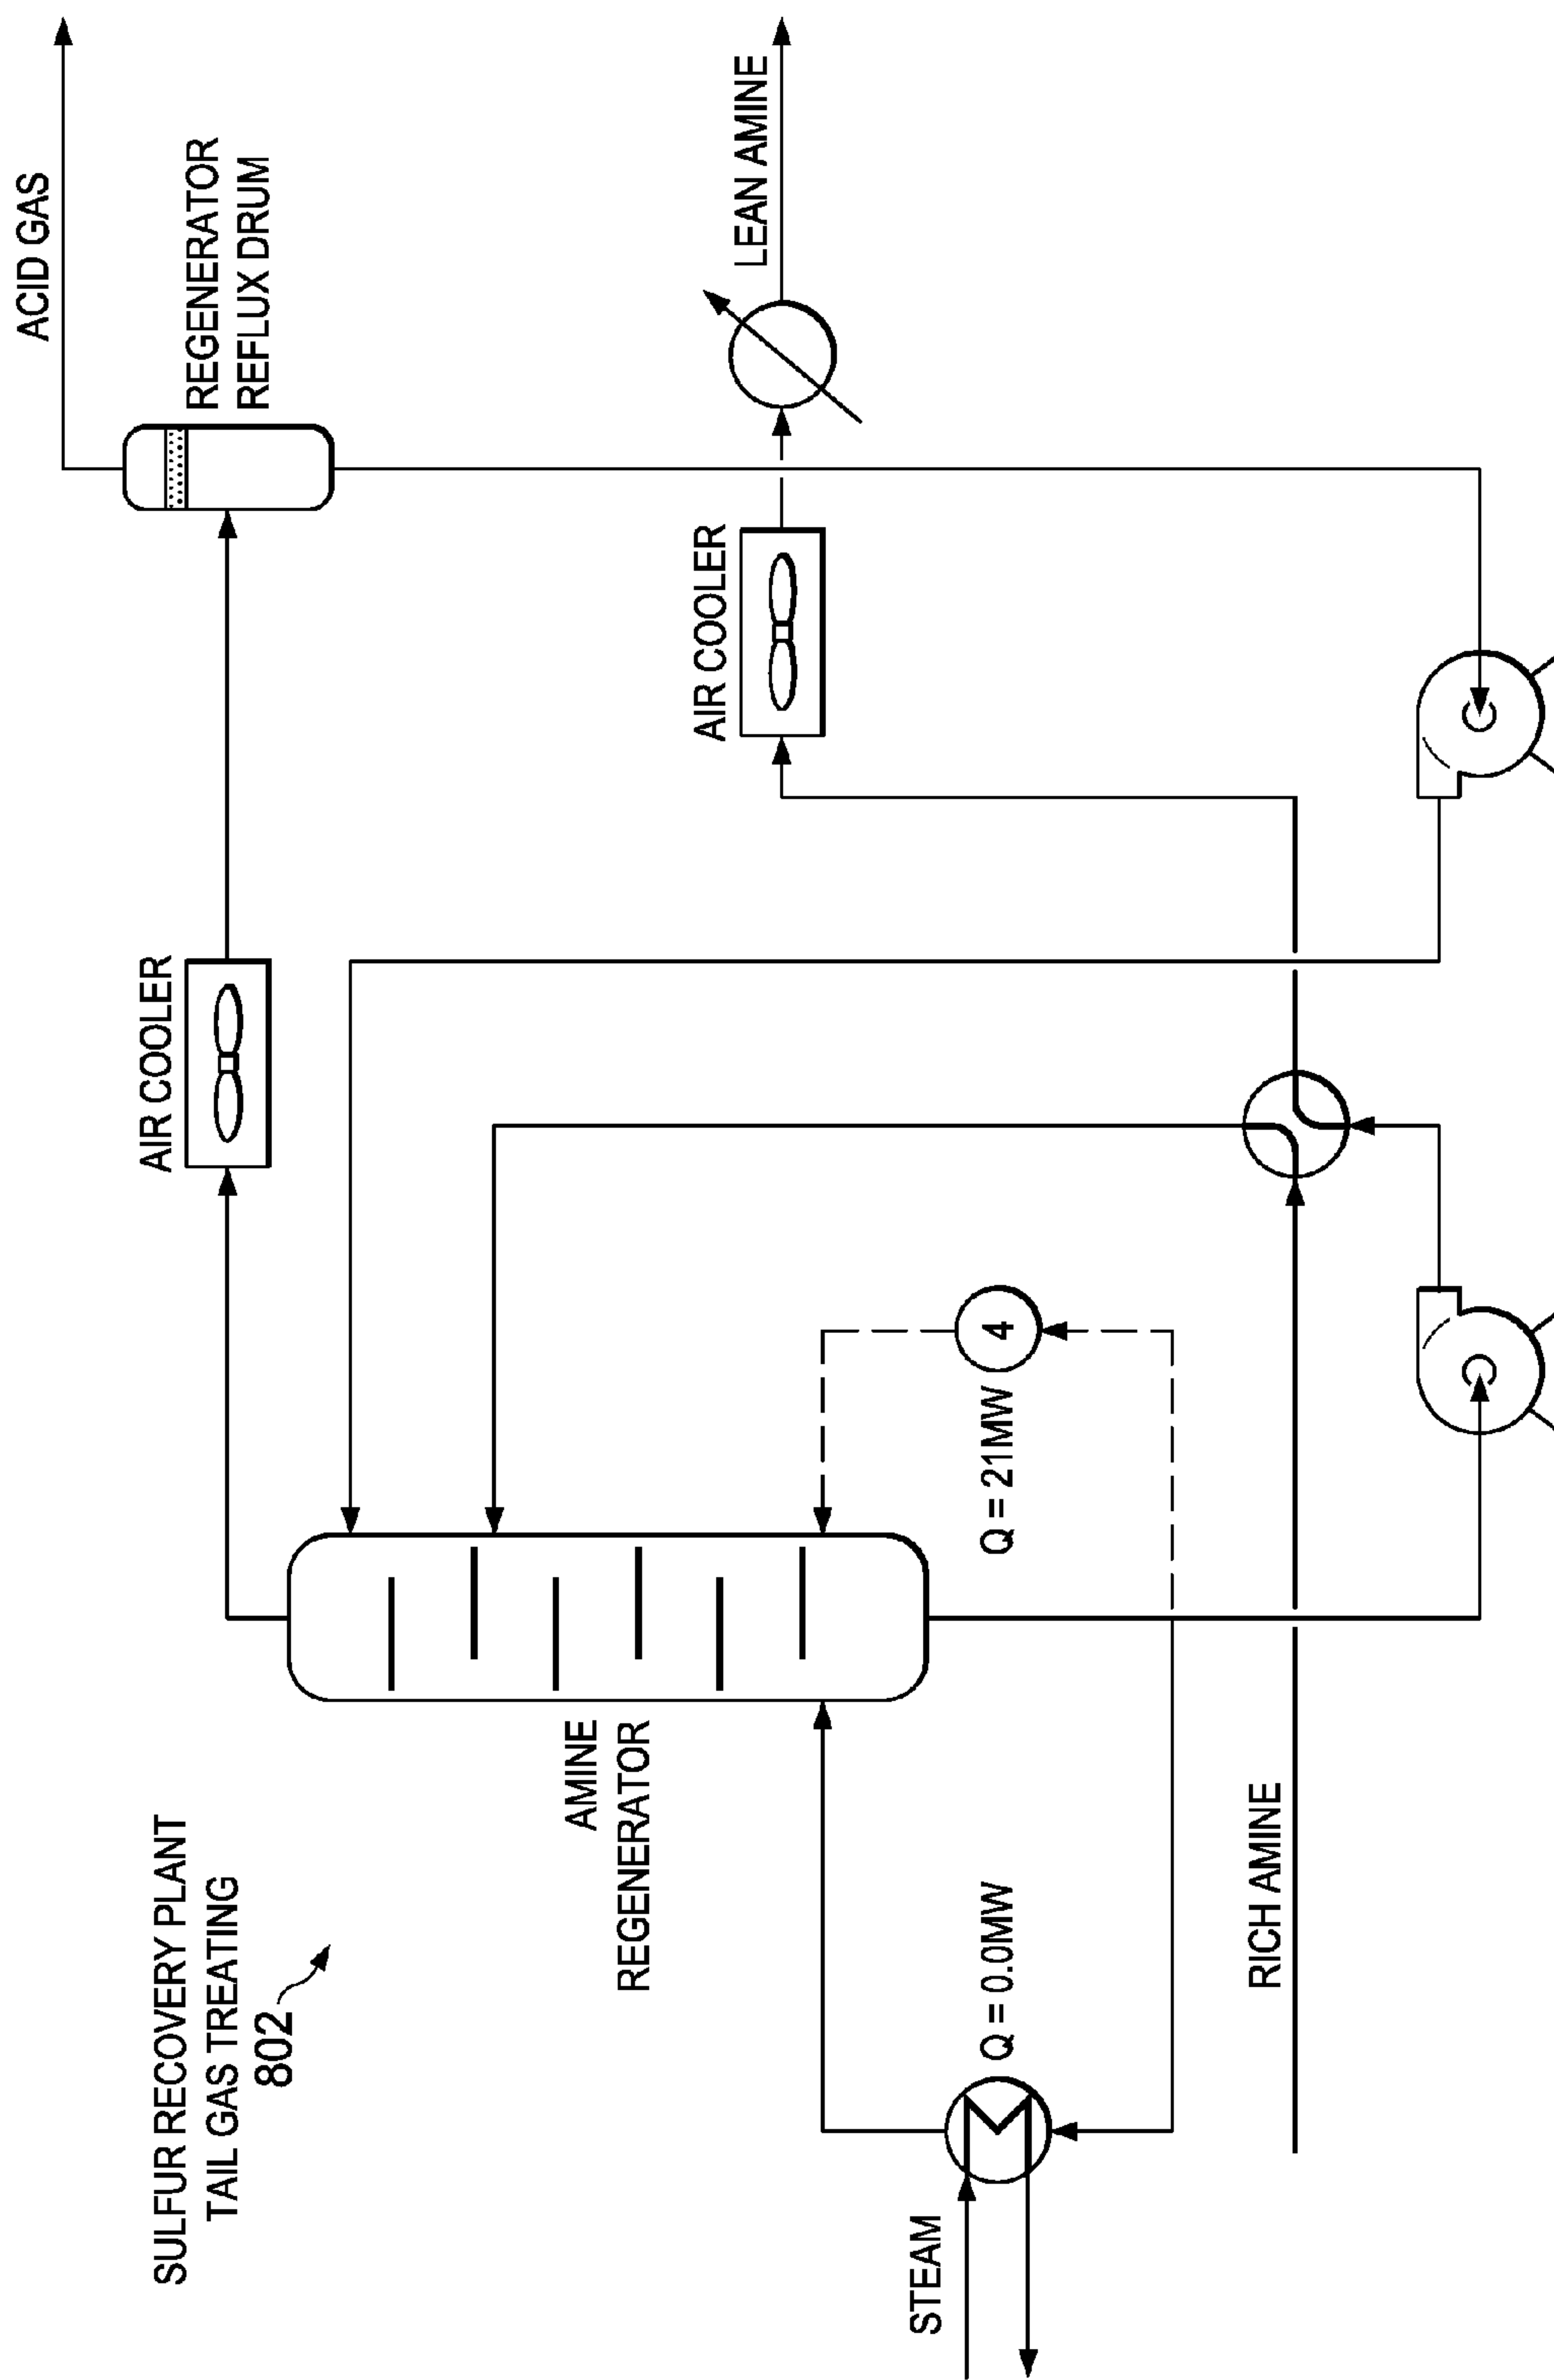 SULFUR RECOVERY PLANT
TAIL GAS TREATING
802
AMINE
REGENERATOR
STEAM
Q = 0.0MW
RICH AMINE
Q = 21MW
4
AIR COOLER
AIR COOLER
REGENERATOR
REFLUX DRUM
ACID GAS
LEAN AMINE